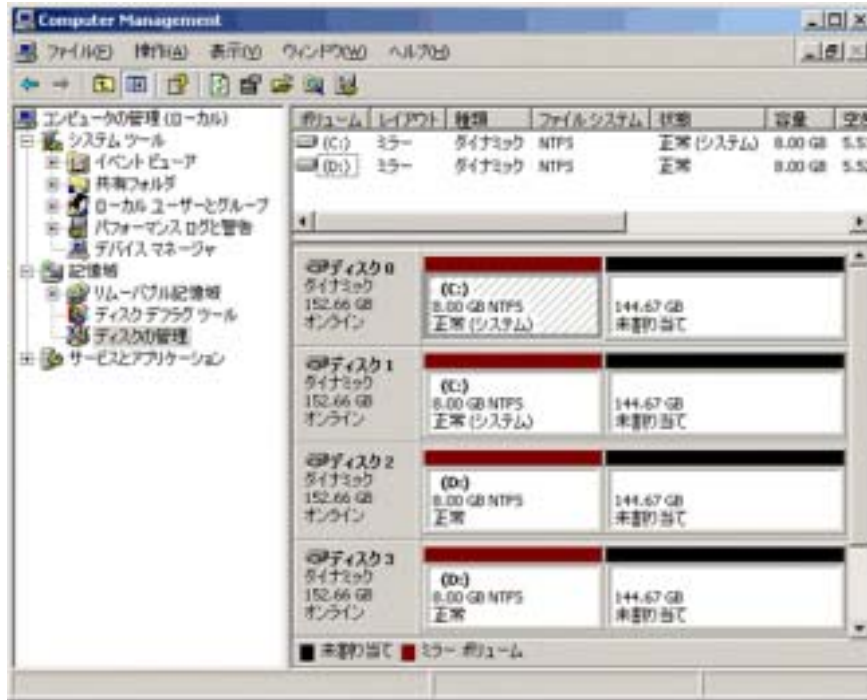 Computer Management
ファイル(F) 操作(A) 表示(V) ウィンドウ(W) ヘルプ(H)
コンピュータの管理 (ローカル)
システム ツール
イベント ビューア
共有フォルダ
ローカル ユーザーとグループ
パフォーマンス ログと警告
デバイス マネージャ
記憶域
リムーバブル記憶域
ディスク デフラグ ツール
ディスクの管理
サービスとアプリケーション
ボリューム レイアウト 種類 ファイル システム 状態 容量
(C:) ミラー ダイナミック NTFS 正常 (システム) 8.00 GB
(D:) ミラー ダイナミック NTFS 正常 8.00 GB
ディスク 0
ダイナミック
152.66 GB
オンライン
(C:)
8.00 GB NTFS
正常 (システム)
144.67 GB
未割り当て
ディスク 1
ダイナミック
152.66 GB
オンライン
(C:)
8.00 GB NTFS
正常 (システム)
144.67 GB
未割り当て
ディスク 2
ダイナミック
152.66 GB
オンライン
(D:)
8.00 GB NTFS
正常
144.67 GB
未割り当て
ディスク 3
ダイナミック
152.66 GB
オンライン
(D:)
8.00 GB NTFS
正常
144.67 GB
未割り当て
未割り当て ミラー ボリューム